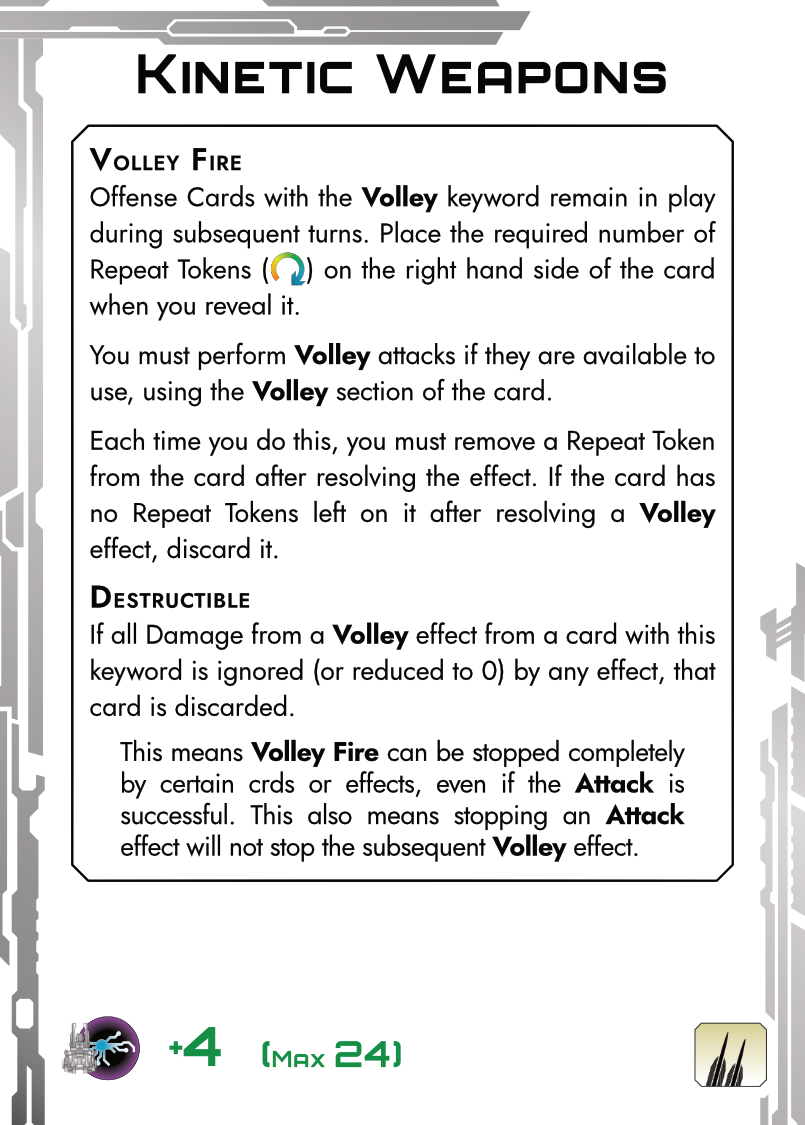 Kinetic Weapons
Volley Fire
Offense Cards with the Volley keyword remain in play
during subsequent turns. Place the required number of
Repeat Tokens ( ) on the right hand side of the card
when you reveal it.
You must perform Volley attacks if they are available to
use, using the Volley section of the card.
Each time you do this, you must remove a Repeat Token
from the card after resolving the effect. If the card has
no Repeat Tokens left on it after resolving a Volley
effect, discard it.
Destructible
If all Damage from a Volley effect from a card with this
keyword is ignored (or reduced to 0) by any effect, that
card is discarded.
This means Volley Fire can be stopped completely
by certain crds or effects, even if the Attack is
successful. This also means stopping an Attack
effect will not stop the subsequent Volley effect.
+4 (Max 24)